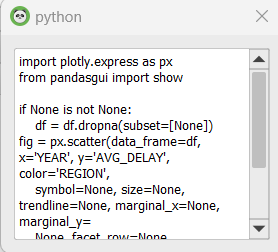 python
import plotly.express as px
from pandasgui import show

if None is not None:
    df = df.dropna(subset=[None])
fig = px.scatter(data_frame=df,
x='YEAR', y='AVG_DELAY',
color='REGION',
    symbol=None, size=None,
trendline=None, marginal_x=None,
marginal_y=
    None, facet_row=None